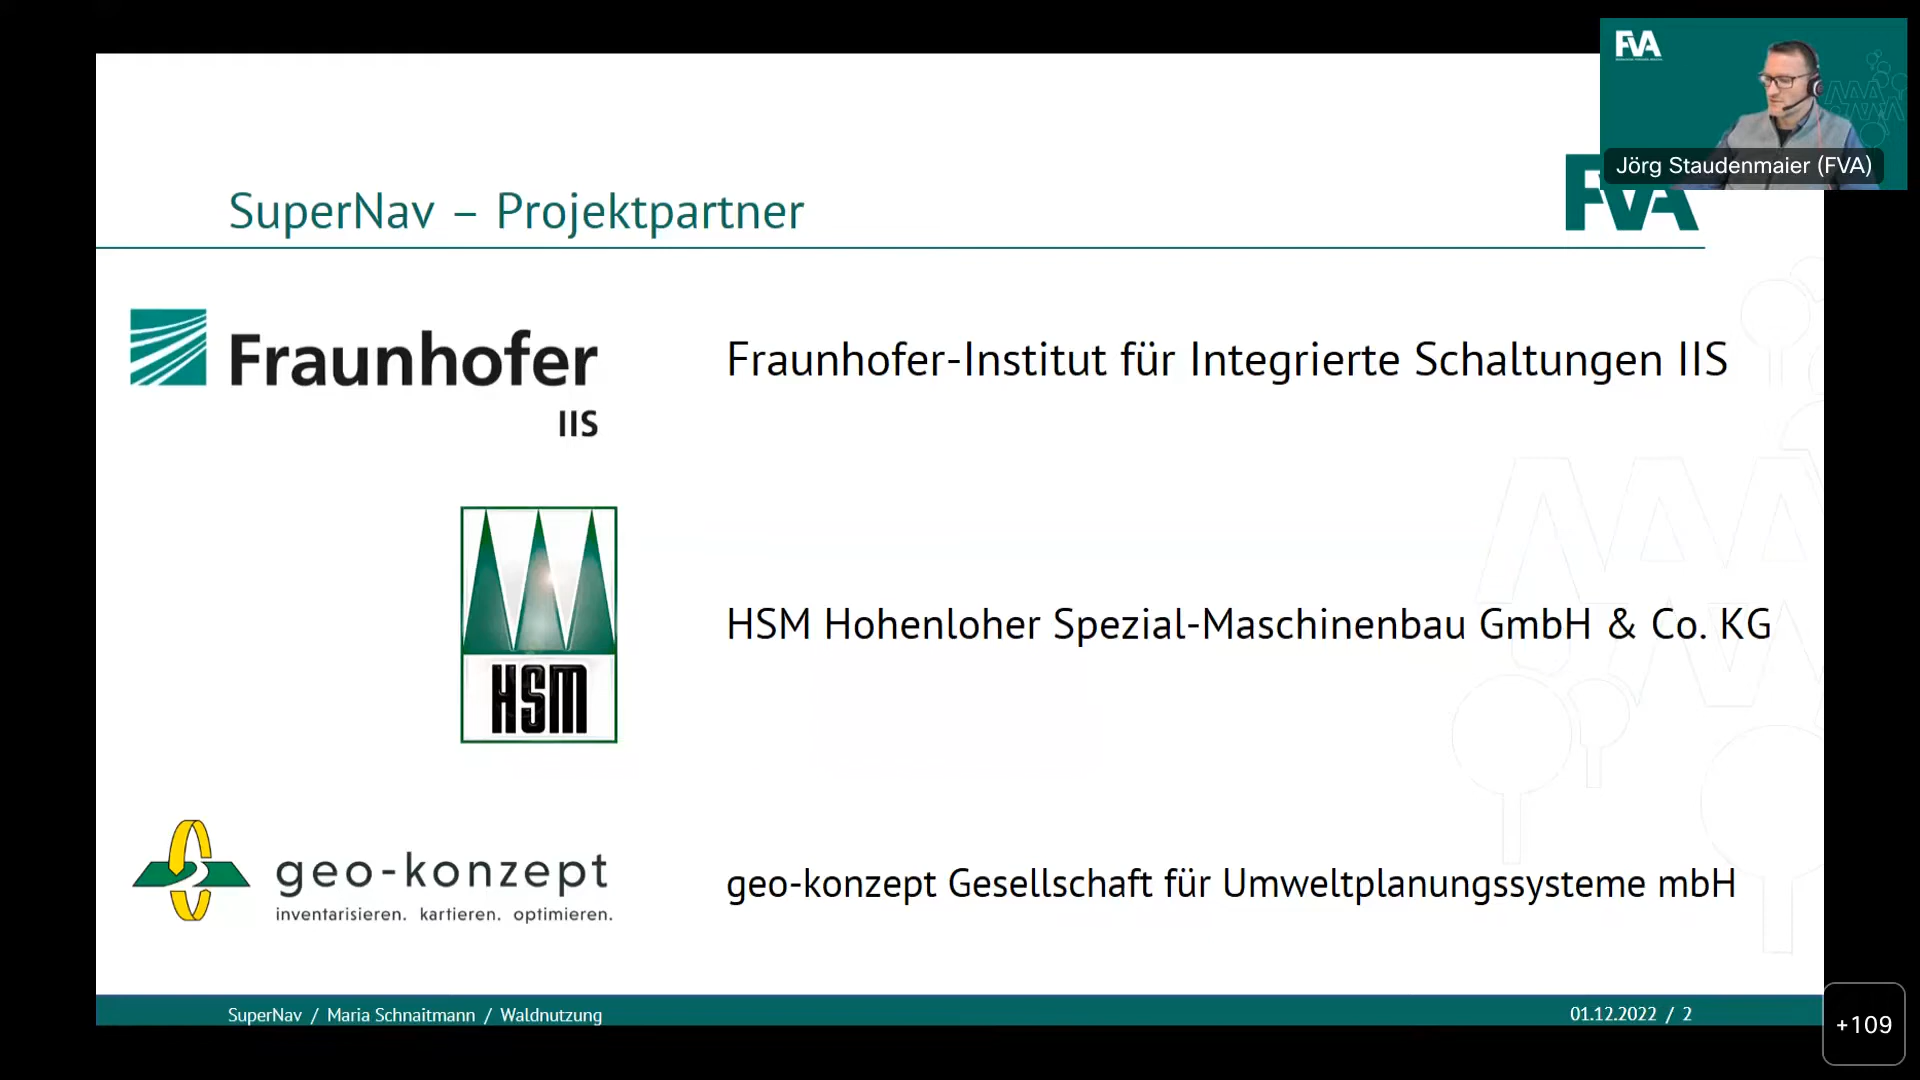 FVA
Jörg Staudenmaier (FVA)
FVA
SuperNav – Projektpartner
Fraunhofer
IIS
Fraunhofer-Institut für Integrierte Schaltungen IIS
HSM
HSM Hohenloher Spezial-Maschinenbau GmbH & Co. KG
geo-konzept
inventarisieren. kartieren. optimieren.
geo-konzept Gesellschaft für Umweltplanungssysteme mbH
SuperNav / Maria Schnaitmann / Waldnutzung
01.12.2022 / 2
+109